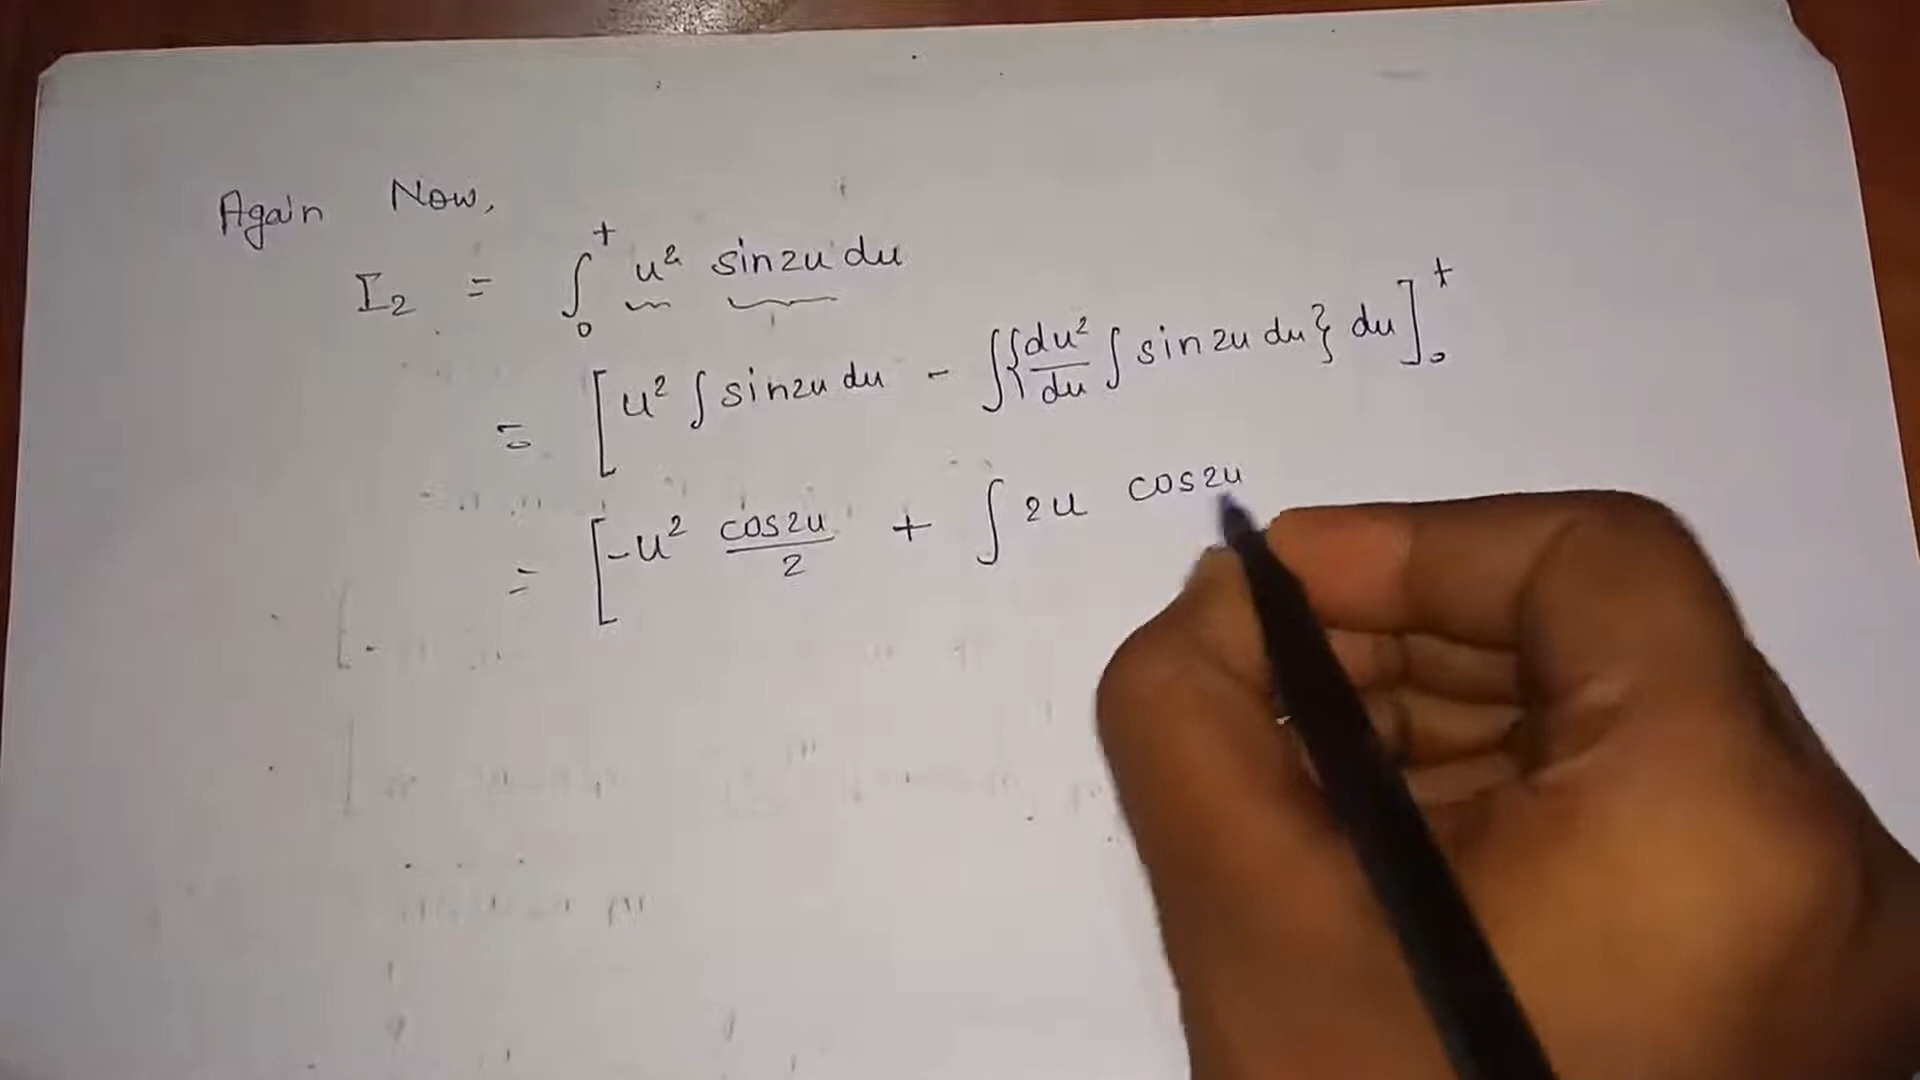 Again Now,
I₂ = ∫₀ᵗ u² sin2u du
= [u² ∫ sin2u du - ∫{du²/du ∫ sin2u du} du]₀ᵗ
= [-u² cos2u/2 + ∫ 2u cos2u